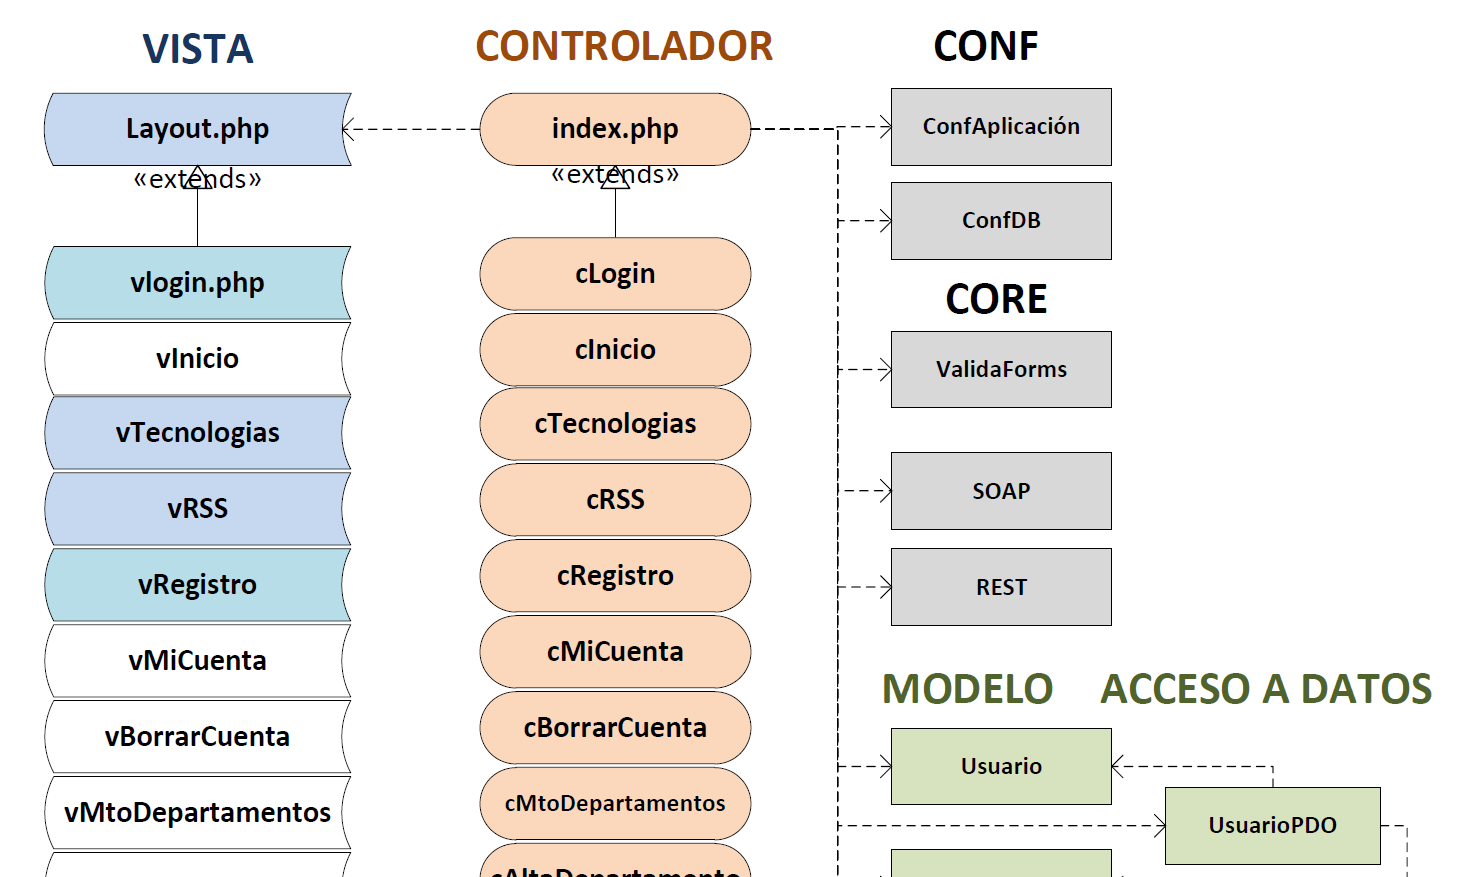 VISTA
CONTROLADOR
CONF
Layout.php
index.php
ConfAplicación
«extends»
«extends»
ConfDB
vlogin.php
cLogin
CORE
vInicio
cInicio
ValidaForms
vTecnologias
cTecnologias
vRSS
cRSS
SOAP
vRegistro
cRegistro
REST
vMiCuenta
cMiCuenta
MODELO
ACCESO A DATOS
vBorrarCuenta
cBorrarCuenta
Usuario
vMtoDepartamentos
cMtoDepartamentos
UsuarioPDO
cAltaDepartamento